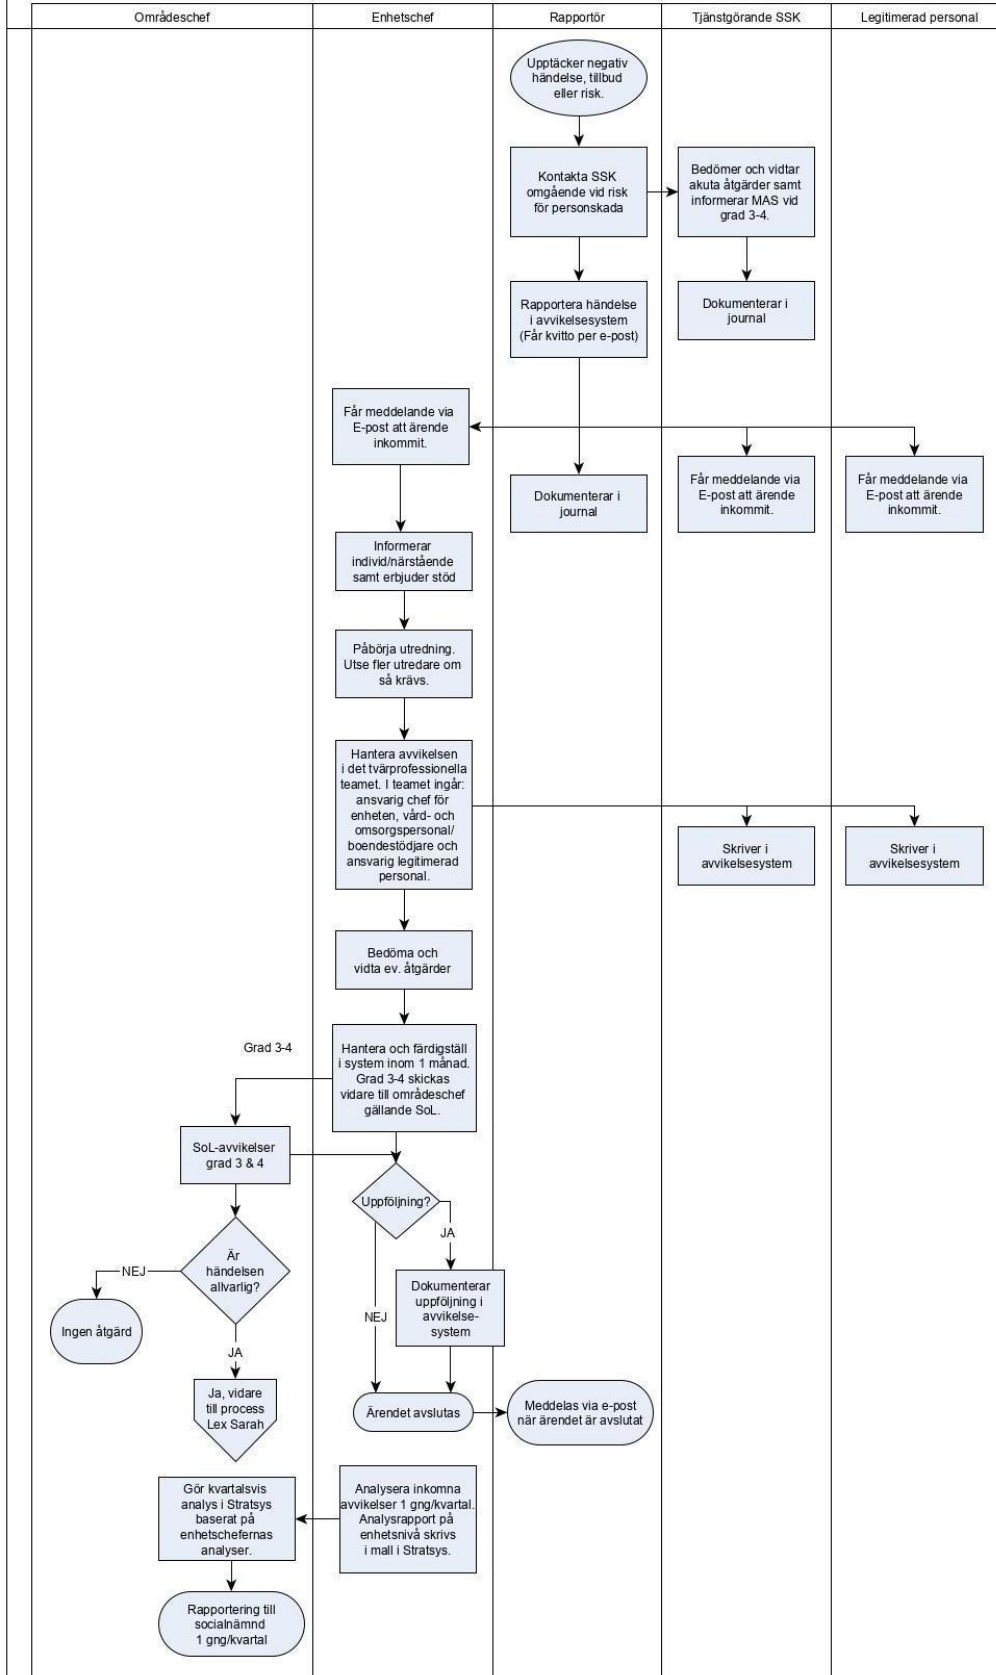 Områdeschef
Enhetschef
Rapportör
Tjänstgörande SSK
Legitimerad personal
Upptäcker negativ
händelse, tillbud
eller risk.
Kontakta SSK
omgående vid risk
för personskada
Bedömer och vidtar
akuta åtgärder samt
informerar MAS vid
grad 3-4.
Rapportera händelse
i avvikelsesystem
(Får kvitto per e-post)
Dokumenterar i
journal
Får meddelande via
E-post att ärende
inkommit.
Dokumenterar i
journal
Får meddelande via
E-post att ärende
inkommit.
Får meddelande via
E-post att ärende
inkommit.
Informerar
individ/närstående
samt erbjuder stöd
Påbörja utredning.
Utse fler utredare om
så krävs.
Hantera avvikelsen
i det tvärprofessionella
teamet. I teamet ingår:
ansvarig chef för
enheten, vård- och
omsorgspersonal/
boendestödjare och
ansvarig legitimerad
personal.
Skriver i
avvikelsesystem
Skriver i
avvikelsesystem
Bedöma och
vidta ev. åtgärder
Grad 3-4
Hantera och färdigställ
i system inom 1 månad.
Grad 3-4 skickas
vidare till områdeschef
gällande SoL.
SoL-avvikelser
grad 3 & 4
Uppföljning?
JA
Är
händelsen
allvarlig?
NEJ
Dokumenterar
uppföljning i
avvikelse-
system
NEJ
Ingen åtgärd
JA
Ja, vidare
till process
Lex Sarah
Ärendet avslutas
Meddelas via e-post
när ärendet är avslutat
Gör kvartalsvis
analys i Stratsys
baserat på
enhetschefernas
analyser.
Analysera inkomna
avvikelser 1 gng/kvartal.
Analysrapport på
enhetsnivå skrivs
i mall i Stratsys.
Rapportering till
socialnämnd
1 gng/kvartal